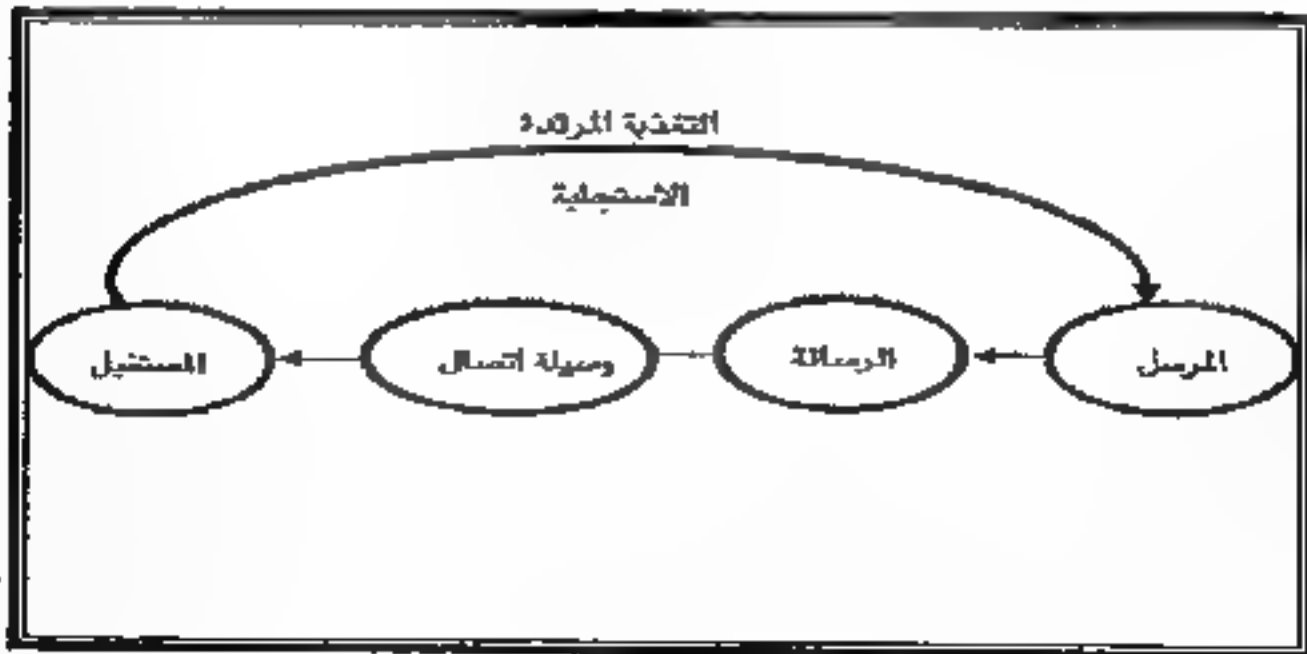 التغذية المرتدة
الاستجابة
المرسل
الرسالة
وسيلة اتصال
المستقبل